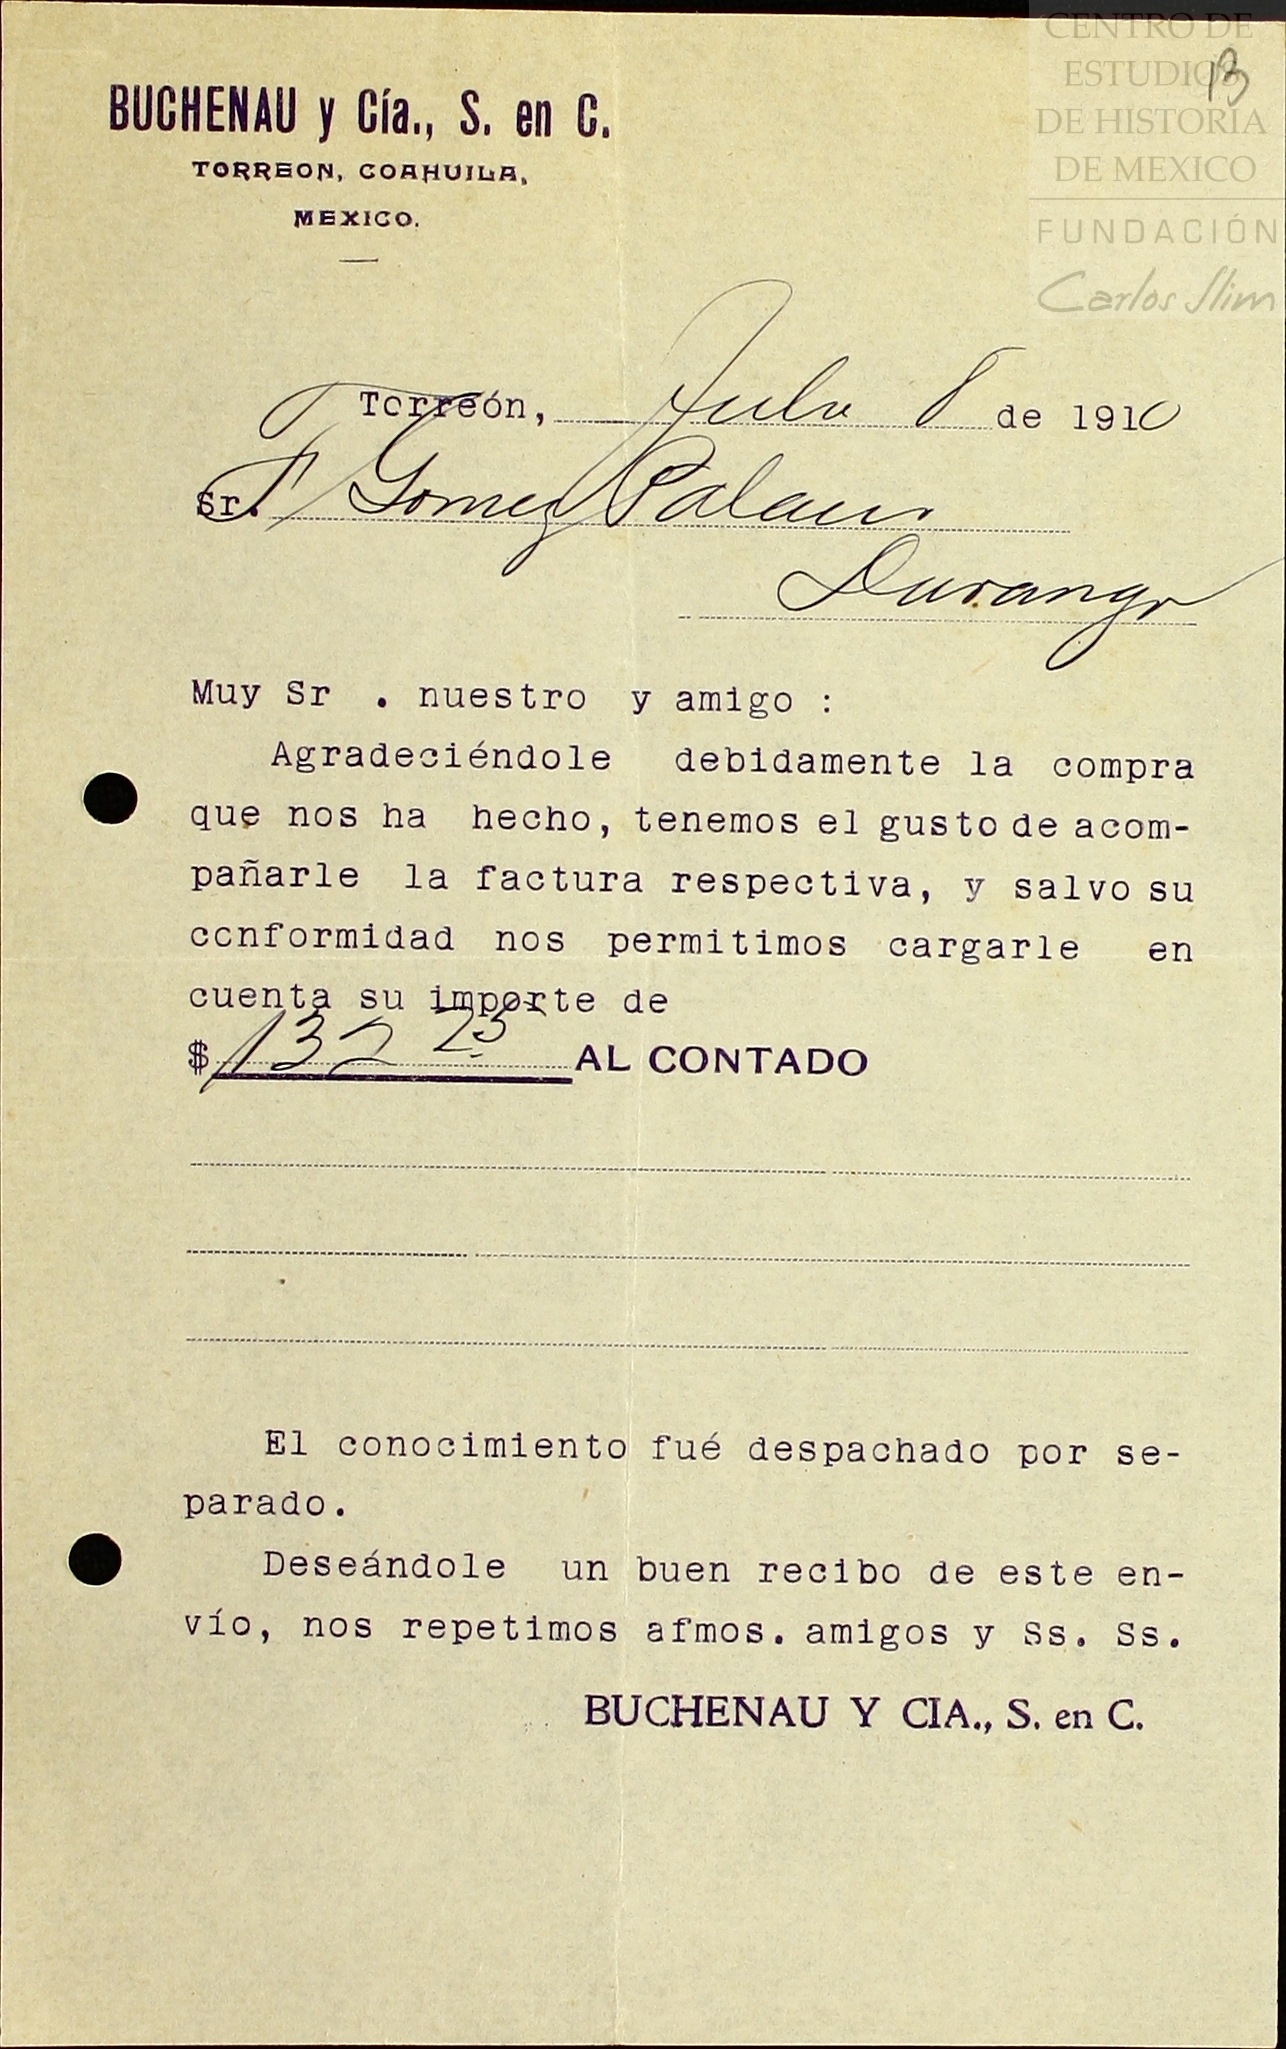 CENTRO DE
ESTUDIOS
DE HISTORIA
DE MEXICO
FUNDACIÓN
Carlos Slim
13
BUCHENAU y Cía., S. en C.
TORREON, COAHUILA,
MEXICO.
Torreón, Julio 8 de 1910
Sr. F Gomez Palacio
Durango
Muy Sr . nuestro y amigo :
Agradeciéndole debidamente la compra
que nos ha hecho, tenemos el gusto de acom-
pañarle la factura respectiva, y salvo su
conformidad nos permitimos cargarle en
cuenta su importe de
$ 132 25 AL CONTADO
El conocimiento fué despachado por se-
parado.
Deseándole un buen recibo de este en-
vío, nos repetimos afmos. amigos y Ss. Ss.
BUCHENAU Y CIA., S. en C.